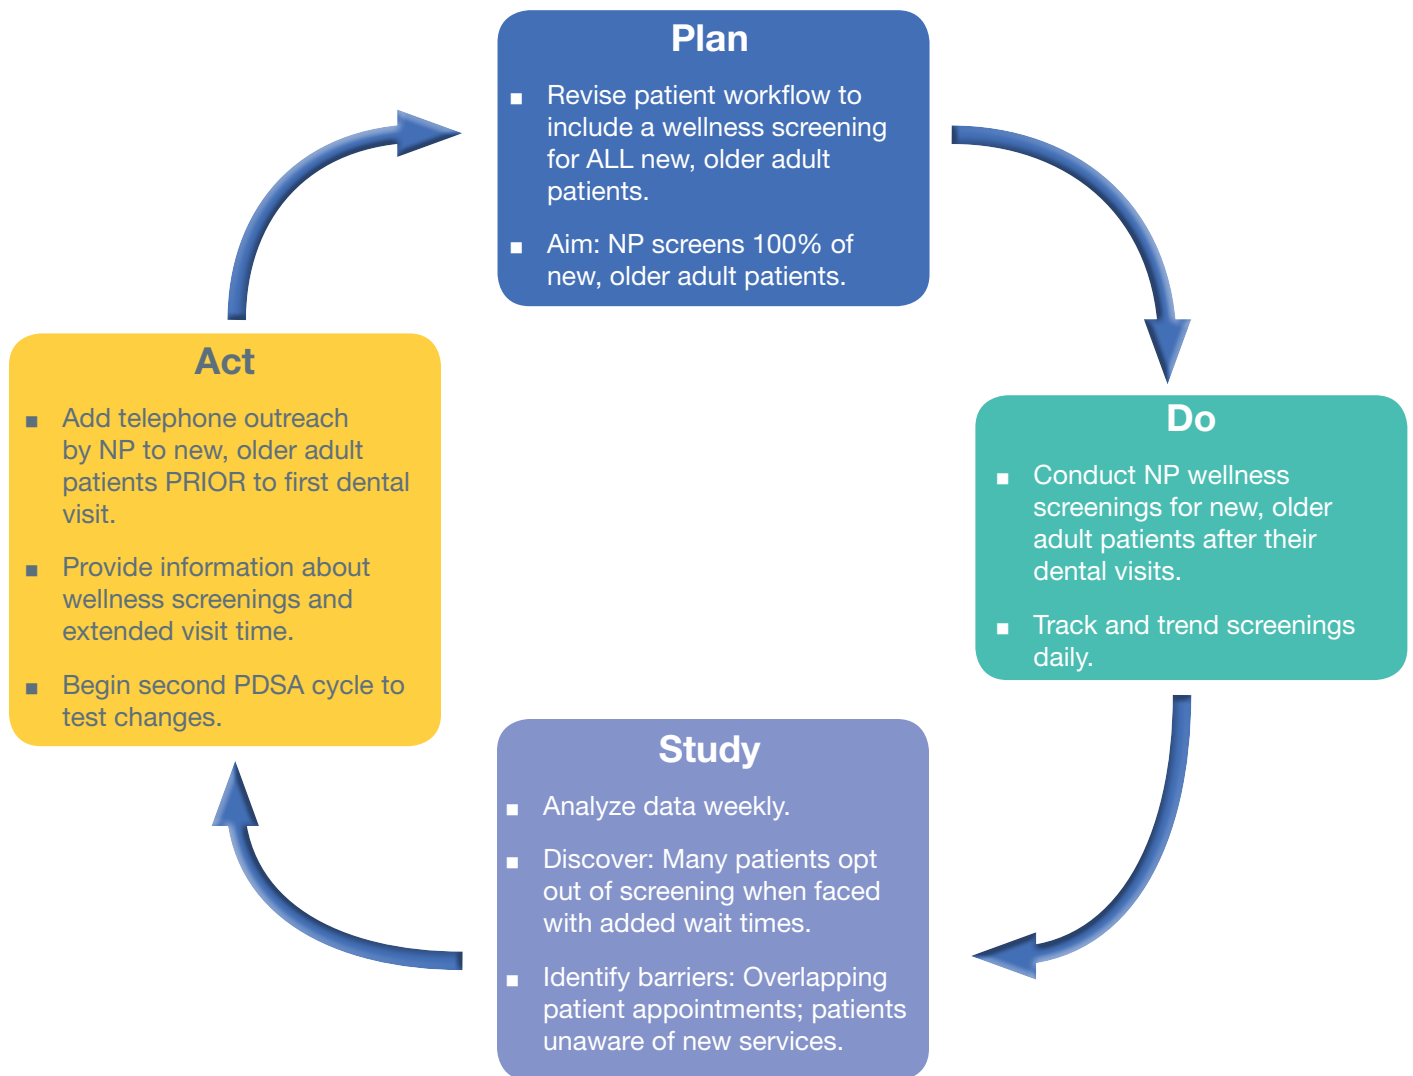 Plan
▪ Revise patient workflow to
include a wellness screening
for ALL new, older adult
patients.
▪ Aim: NP screens 100% of
new, older adult patients.
Do
▪ Conduct NP wellness
screenings for new, older
adult patients after their
dental visits.
▪ Track and trend screenings
daily.
Study
▪ Analyze data weekly.
▪ Discover: Many patients opt
out of screening when faced
with added wait times.
▪ Identify barriers: Overlapping
patient appointments; patients
unaware of new services.
Act
▪ Add telephone outreach
by NP to new, older adult
patients PRIOR to first dental
visit.
▪ Provide information about
wellness screenings and
extended visit time.
▪ Begin second PDSA cycle to
test changes.